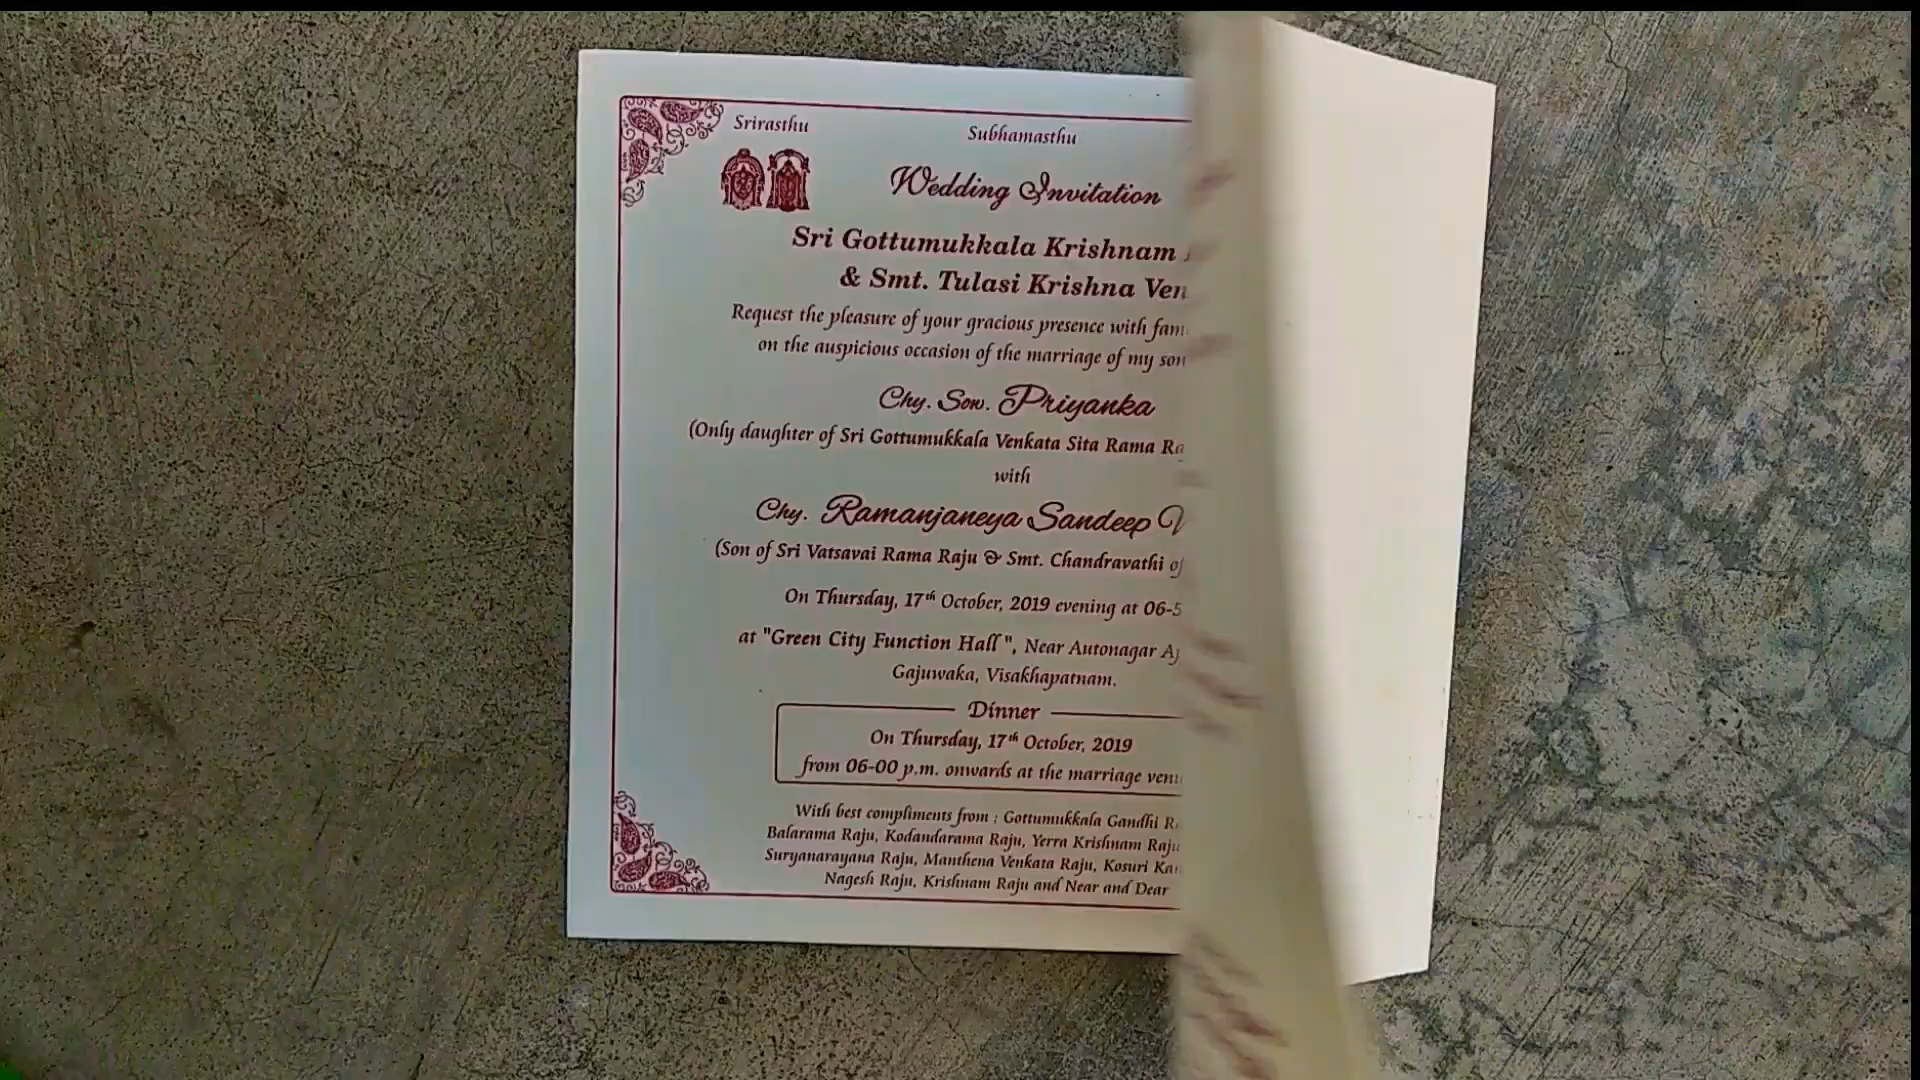 Srirasthu
Subhamasthu
Wedding Invitation
Sri Gottumukkala Krishnam
& Smt. Tulasi Krishna
Request the pleasure of your gracious presence with
on the auspicious occasion of the marriage of my
Chy. Sow. Priyanka
(Only daughter of Sri Gottumukkala Venkata Sita Rama
with
Chy. Ramanjaneya Sandeep
(Son of Sri Vatsavai Rama Raju & Smt. Chandravathi
On Thursday, 17th October, 2019 evening at
at "Green City Function Hall", Near Autonagar
Gajuwaka, Visakhapatnam.
Dinner
On Thursday, 17th October, 2019
from 06-00 p.m. onwards at the marriage
With best compliments from : Gottumukkala Gandhi
Balarama Raju, Kodandarama Raju, Yerra Krishnam Raju
Suryanarayana Raju, Manthena Venkata Raju, Kosuri
Nagesh Raju, Krishnam Raju and Near and Dear